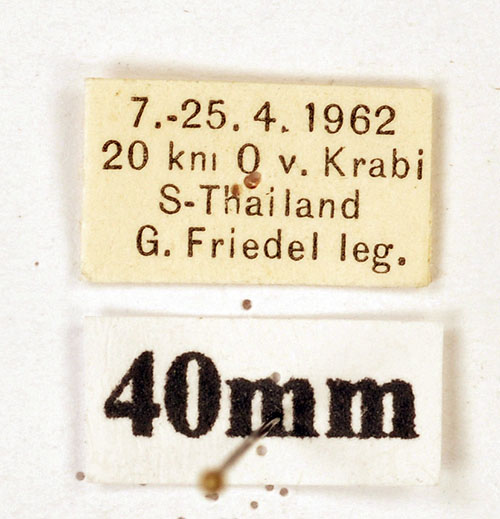 7.-25.4.1962
20 km O v. Krabi
S-Thailand
G. Friedel leg.
40mm